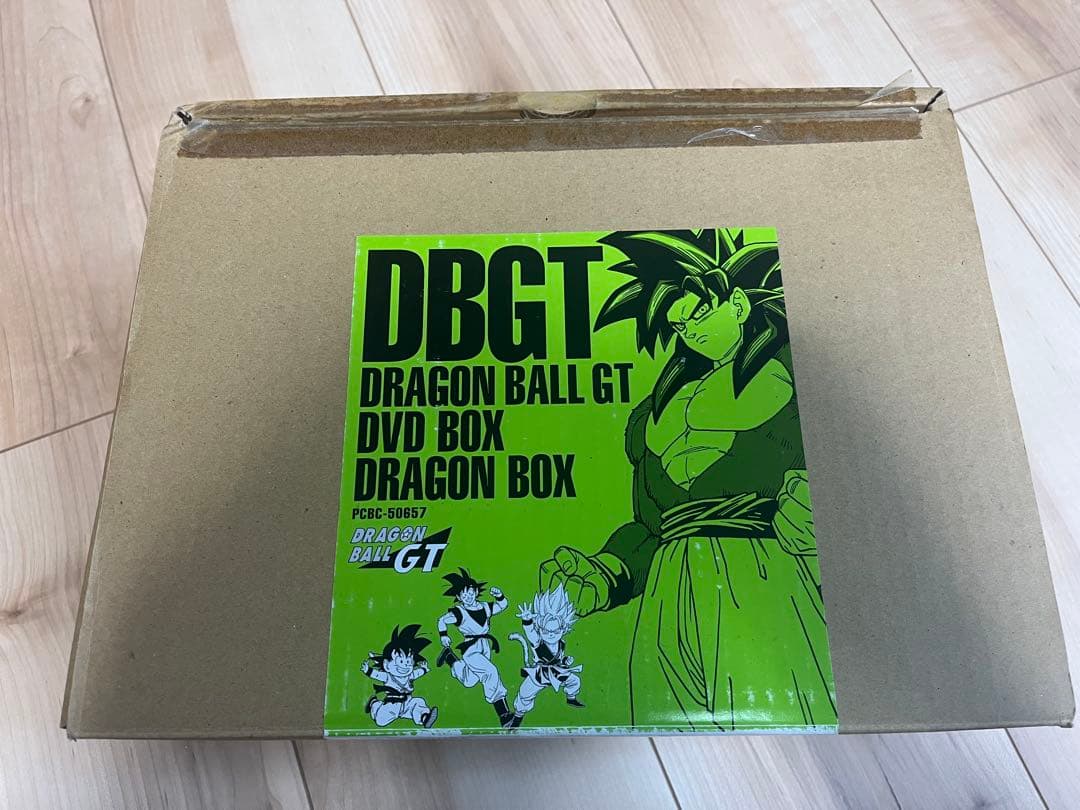 DBGT
DRAGON BALL GT
DVD BOX
DRAGON BOX
PCBC-50657
DRAGON
BALL GT